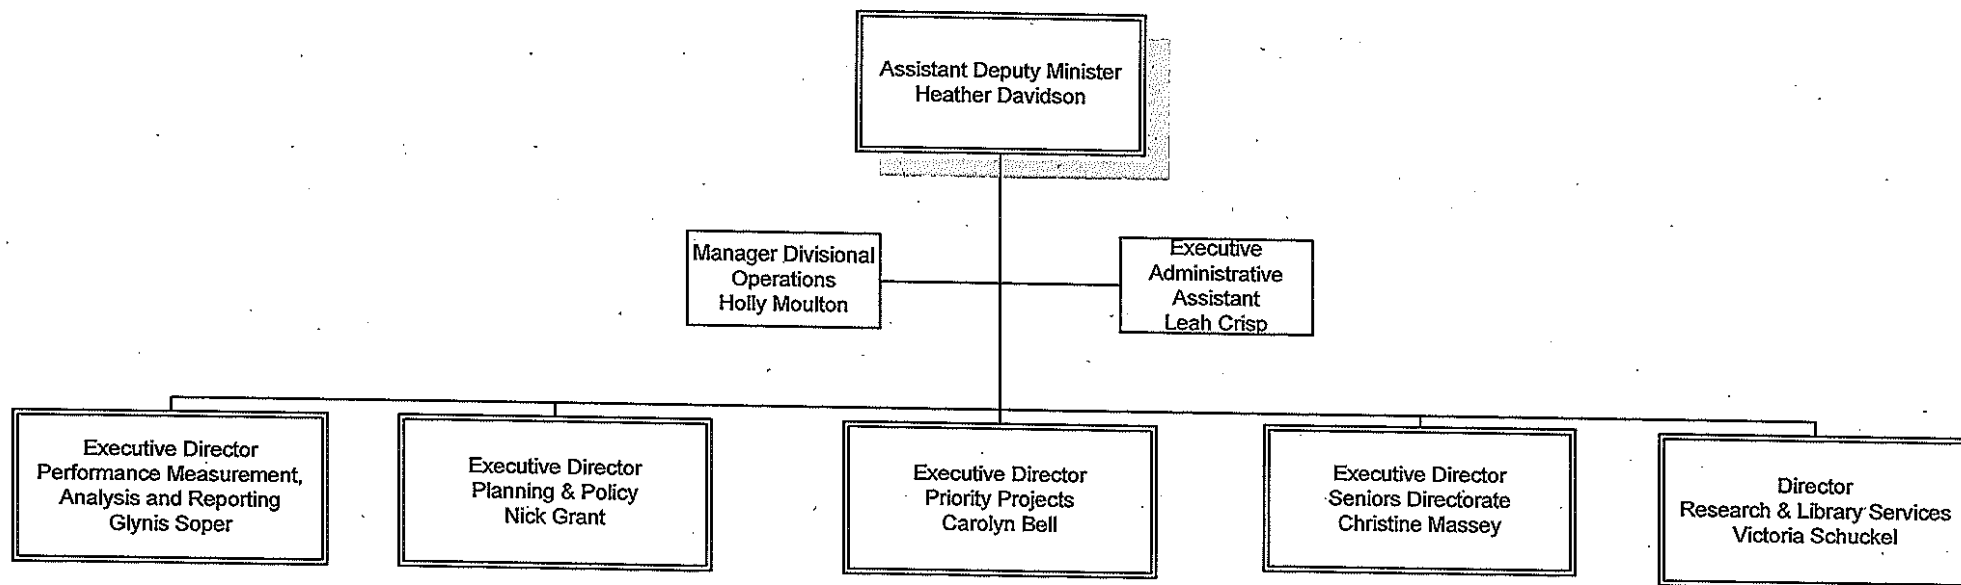 Assistant Deputy Minister
Heather Davidson
Manager Divisional
Operations
Holly Moulton
Executive
Administrative
Assistant
Leah Crisp
Executive Director
Performance Measurement,
Analysis and Reporting
Glynis Soper
Executive Director
Planning & Policy
Nick Grant
Executive Director
Priority Projects
Carolyn Bell
Executive Director
Seniors Directorate
Christine Massey
Director
Research & Library Services
Victoria Schuckel